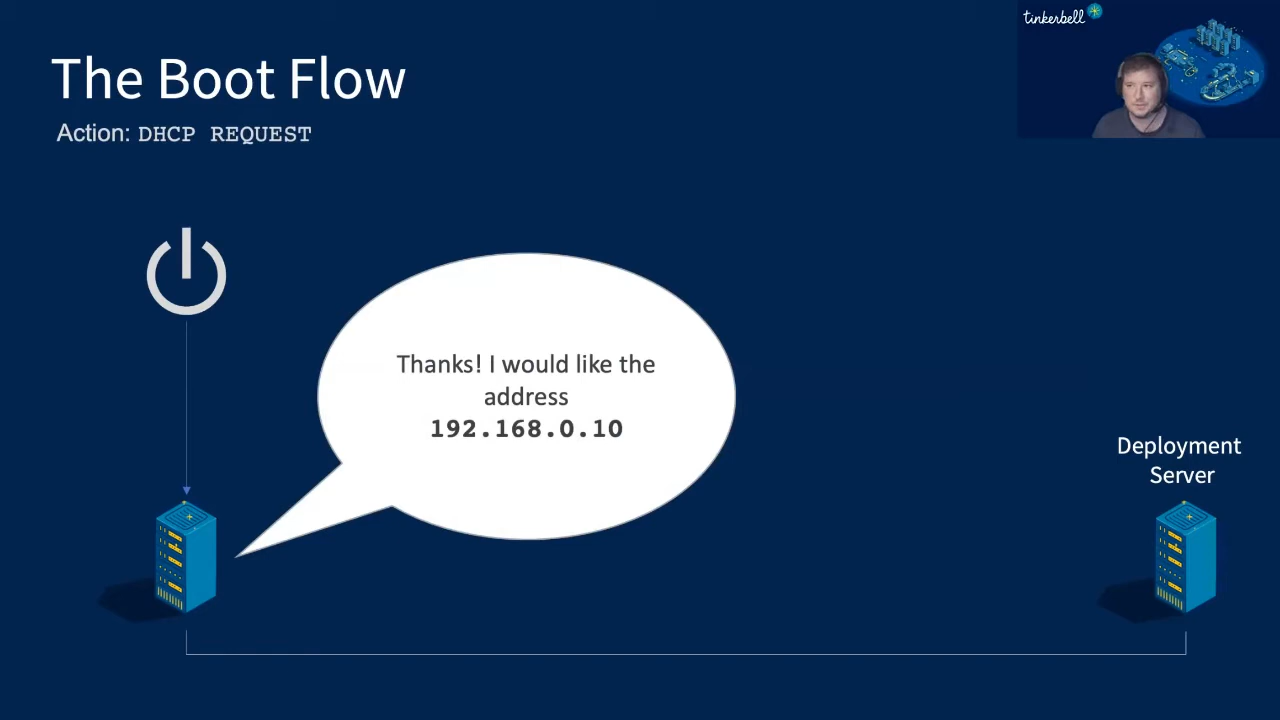 tinkerbell
The Boot Flow
Action: DHCP REQUEST
Thanks! I would like the
address
192.168.0.10
Deployment
Server